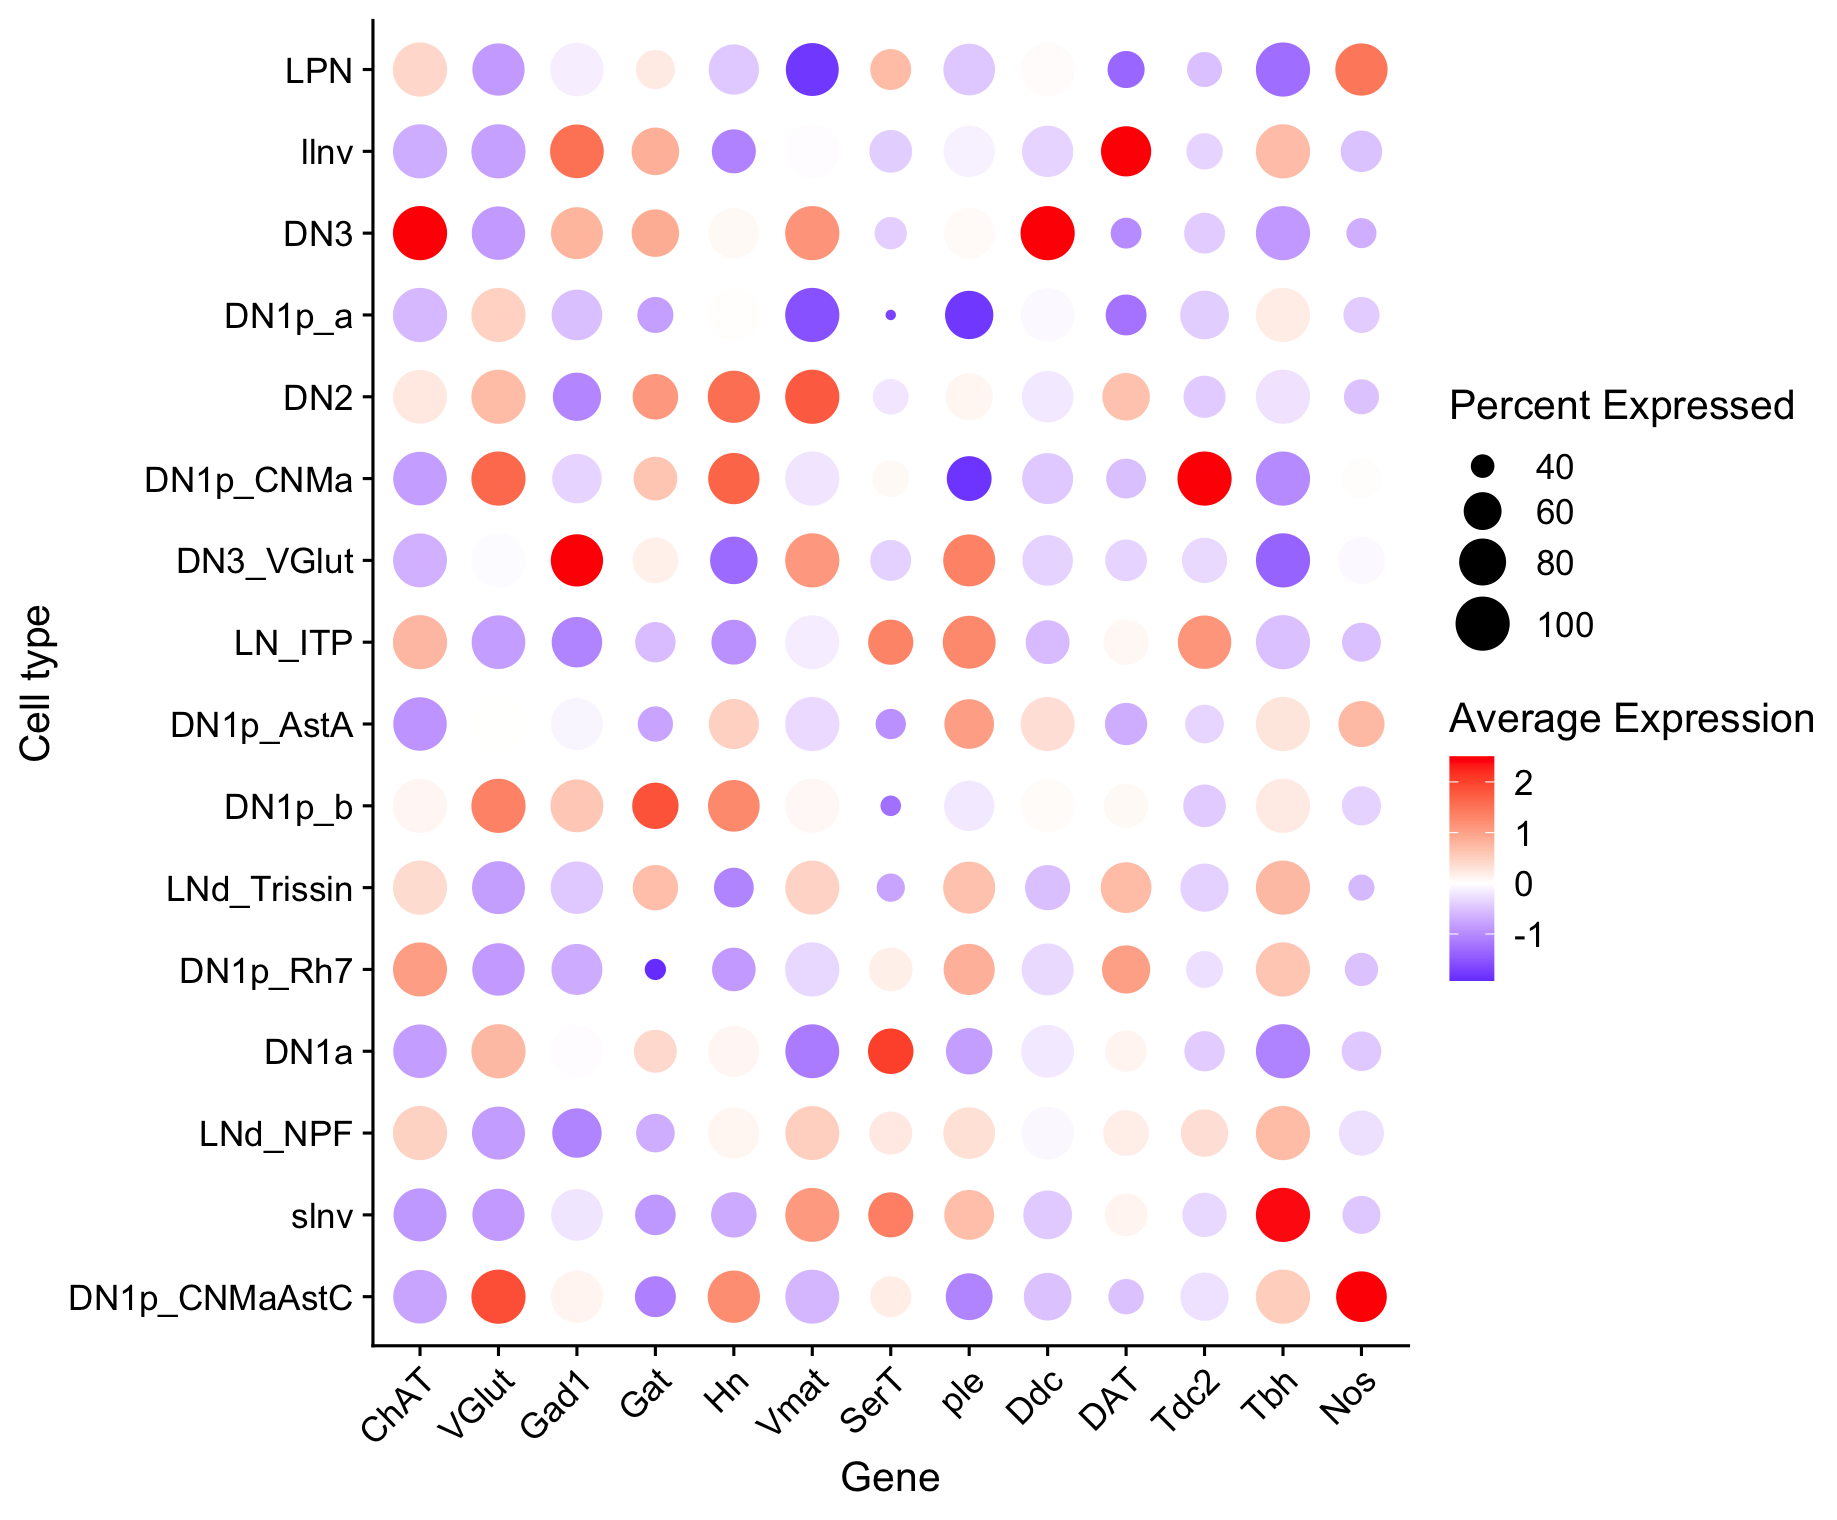 LPN
lInv
DN3
DN1p_a
DN2
DN1p_CNMa
DN3_VGlut
LN_ITP
DN1p_AstA
DN1p_b
LNd_Trissin
DN1p_Rh7
DN1a
LNd_NPF
sInv
DN1p_CNMaAstC
Cell type
ChAT
VGlut
Gad1
Gat
Hn
Vmat
SerT
ple
Ddc
DAT
Tdc2
Tbh
Nos
Gene
Percent Expressed
40
60
80
100
Average Expression
2
1
0
-1